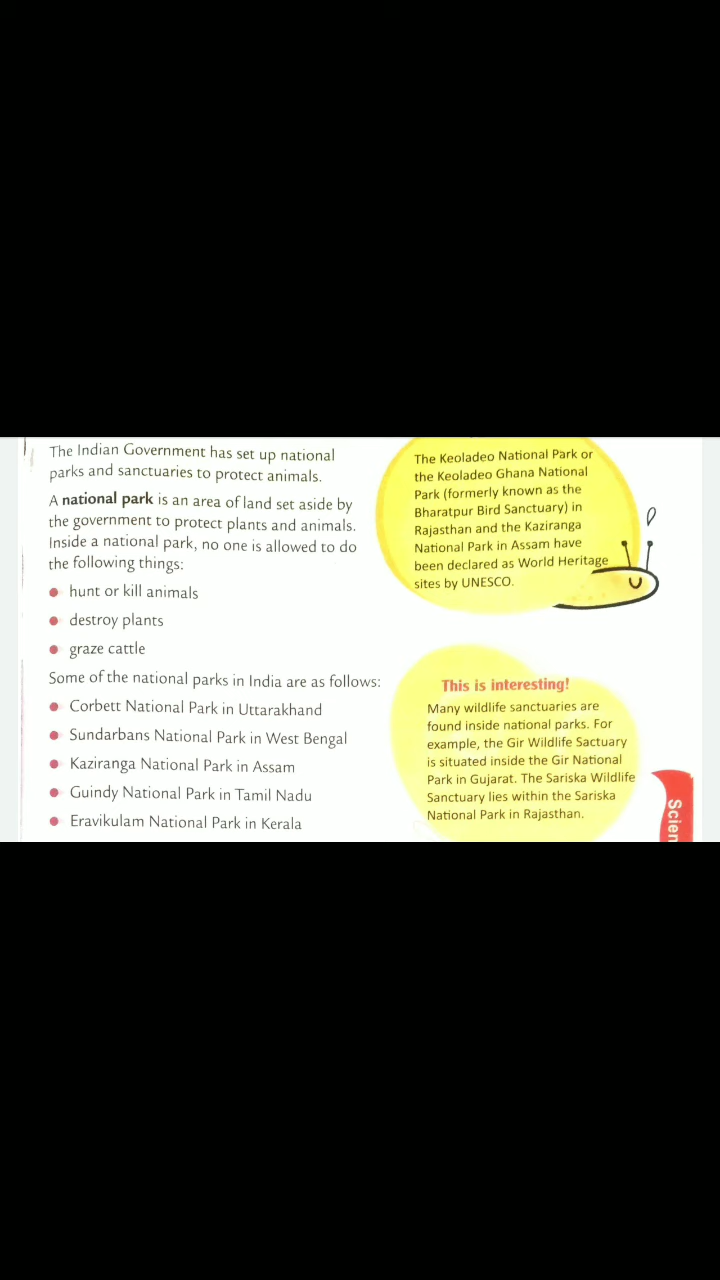 The Indian Government has set up national
parks and sanctuaries to protect animals.
A national park is an area of land set aside by
the government to protect plants and animals.
Inside a national park, no one is allowed to do
the following things:
hunt or kill animals
destroy plants
graze cattle
Some of the national parks in India are as follows:
Corbett National Park in Uttarakhand
Sundarbans National Park in West Bengal
Kaziranga National Park in Assam
Guindy National Park in Tamil Nadu
Eravikulam National Park in Kerala
The Keoladeo National Park or
the Keoladeo Ghana National
Park (formerly known as the
Bharatpur Bird Sanctuary) in
Rajasthan and the Kaziranga
National Park in Assam have
been declared as World Heritage
sites by UNESCO.
This is interesting!
Many wildlife sanctuaries are
found inside national parks. For
example, the Gir Wildlife Sactuary
is situated inside the Gir National
Park in Gujarat. The Sariska Wildlife
Sanctuary lies within the Sariska
National Park in Rajasthan.
Scien